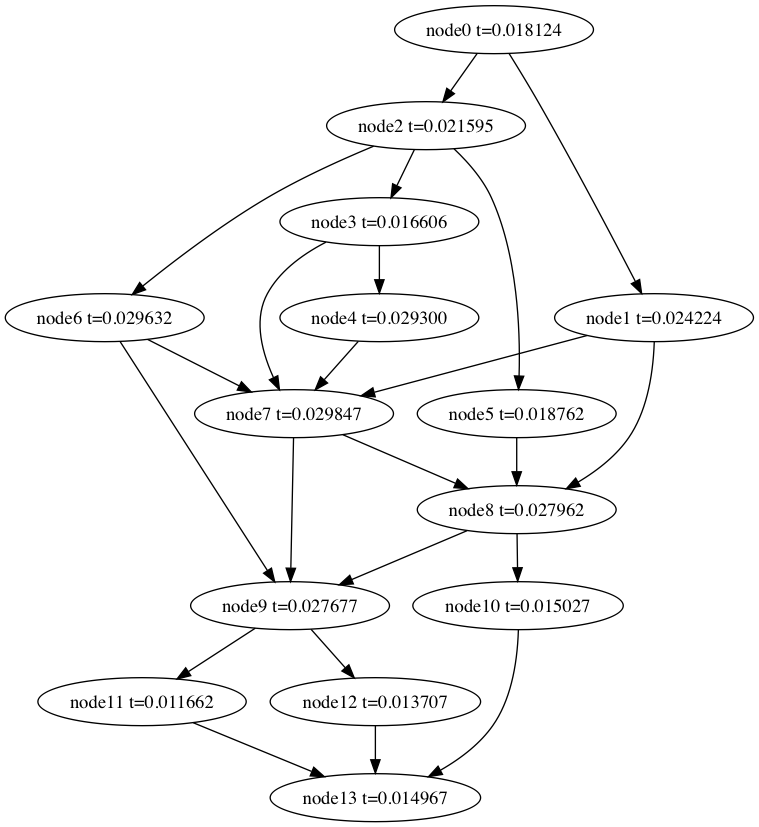 node0 t=0.018124
node2 t=0.021595
node3 t=0.016606
node6 t=0.029632
node4 t=0.029300
node1 t=0.024224
node7 t=0.029847
node5 t=0.018762
node8 t=0.027962
node9 t=0.027677
node10 t=0.015027
node11 t=0.011662
node12 t=0.013707
node13 t=0.014967